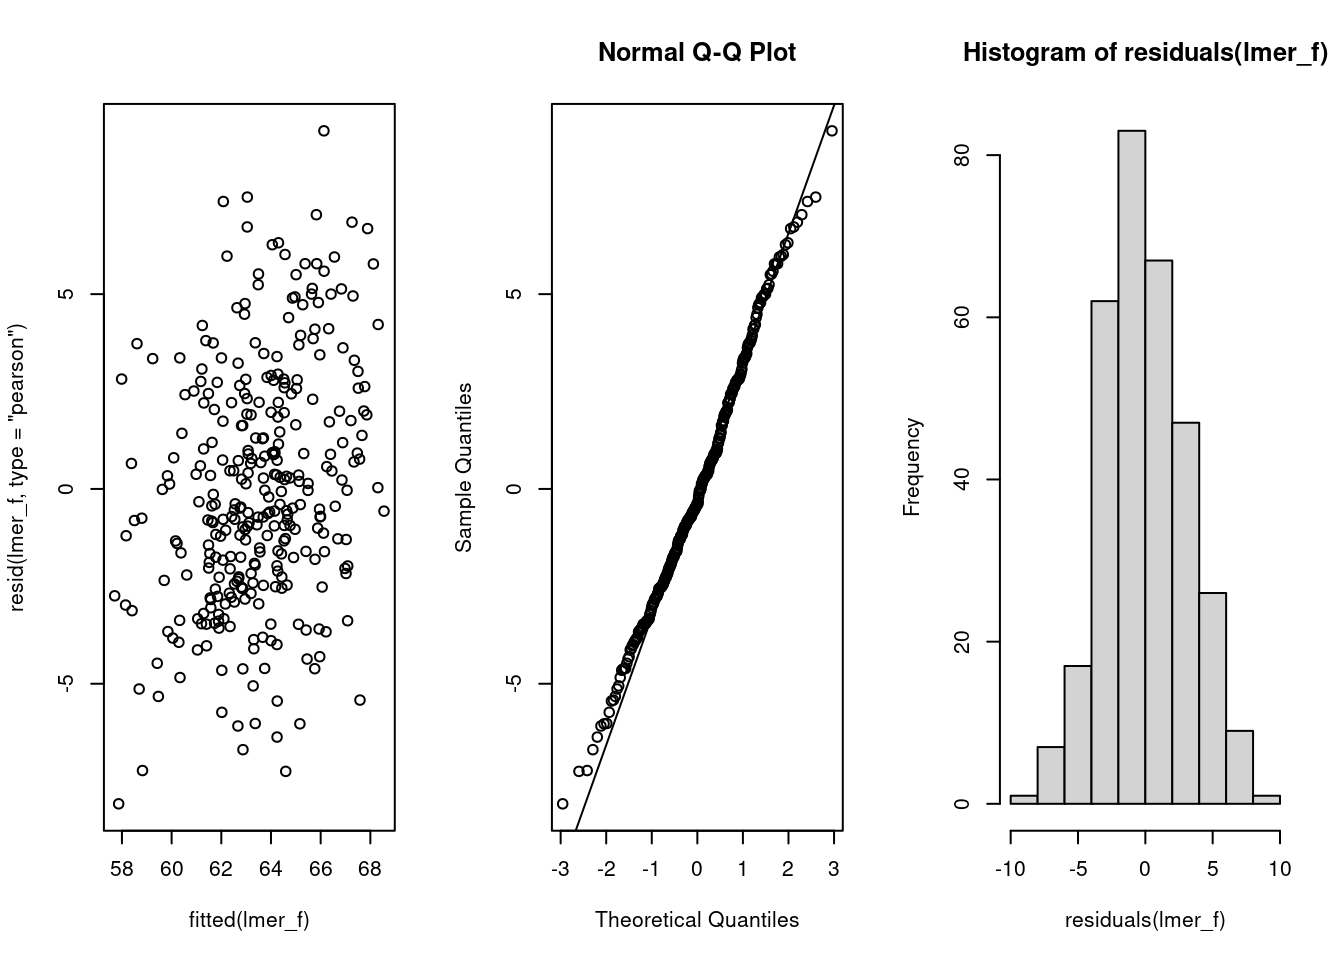 Normal Q-Q Plot
Histogram of residuals(lmer_f)
resid(lmer_f, type = "pearson")
5
0
-5
58 60 62 64 66 68
fitted(lmer_f)
Sample Quantiles
5
0
-5
-3 -2 -1 0 1 2 3
Theoretical Quantiles
Frequency
80
60
40
20
0
-10 -5 0 5 10
residuals(lmer_f)